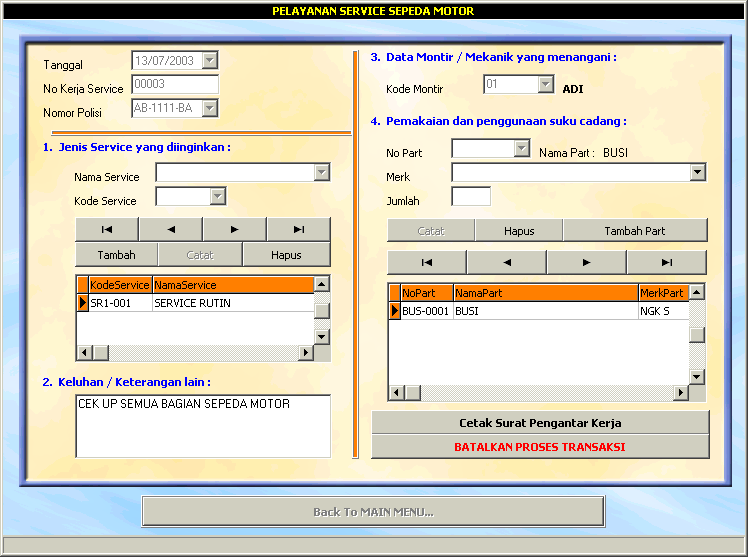 PELAYANAN SERVICE SEPEDA MOTOR
Tanggal 13/07/2003
No Kerja Service 00003
Nomor Polisi AB-1111-BA
1. Jenis Service yang diinginkan :
Nama Service
Kode Service
Tambah Catat Hapus
KodeService NamaService
SR1-001 SERVICE RUTIN
2. Keluhan / Keterangan lain :
CEK UP SEMUA BAGIAN SEPEDA MOTOR
3. Data Montir / Mekanik yang menangani :
Kode Montir 01 ADI
4. Pemakaian dan penggunaan suku cadang :
No Part Nama Part : BUSI
Merk
Jumlah
Catat Hapus Tambah Part
NoPart NamaPart MerkPart
BUS-0001 BUSI NGK S
Cetak Surat Pengantar Kerja
BATALKAN PROSES TRANSAKSI
Back To MAIN MENU...